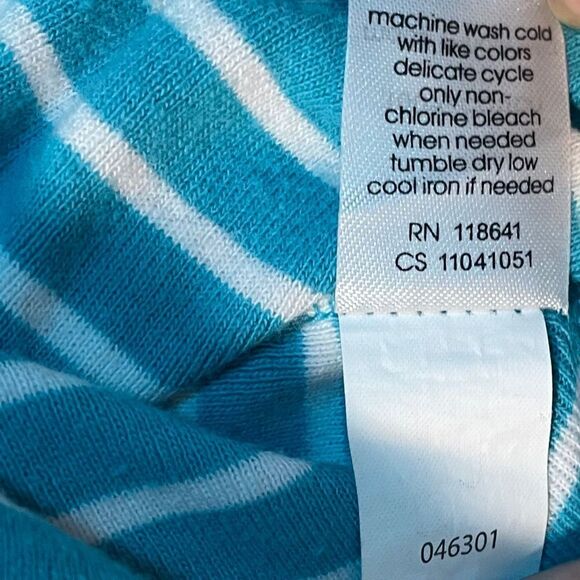 machine wash cold
with like colors
delicate cycle
only non-
chlorine bleach
when needed
tumble dry low
cool iron if needed
RN 118641
CS 11041051
046301